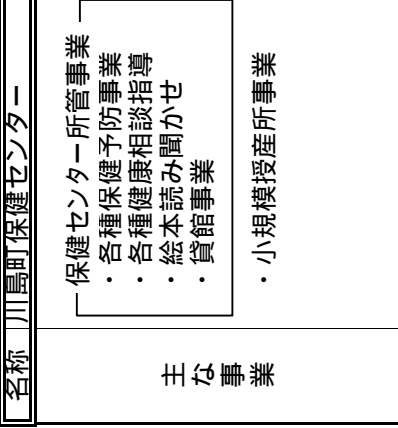 名称 川島町保健センター
主な事業
保健センター所管事業
・各種保健予防事業
・各種健康相談指導
・絵本読み聞かせ
・貸館事業
・小規模授産所事業